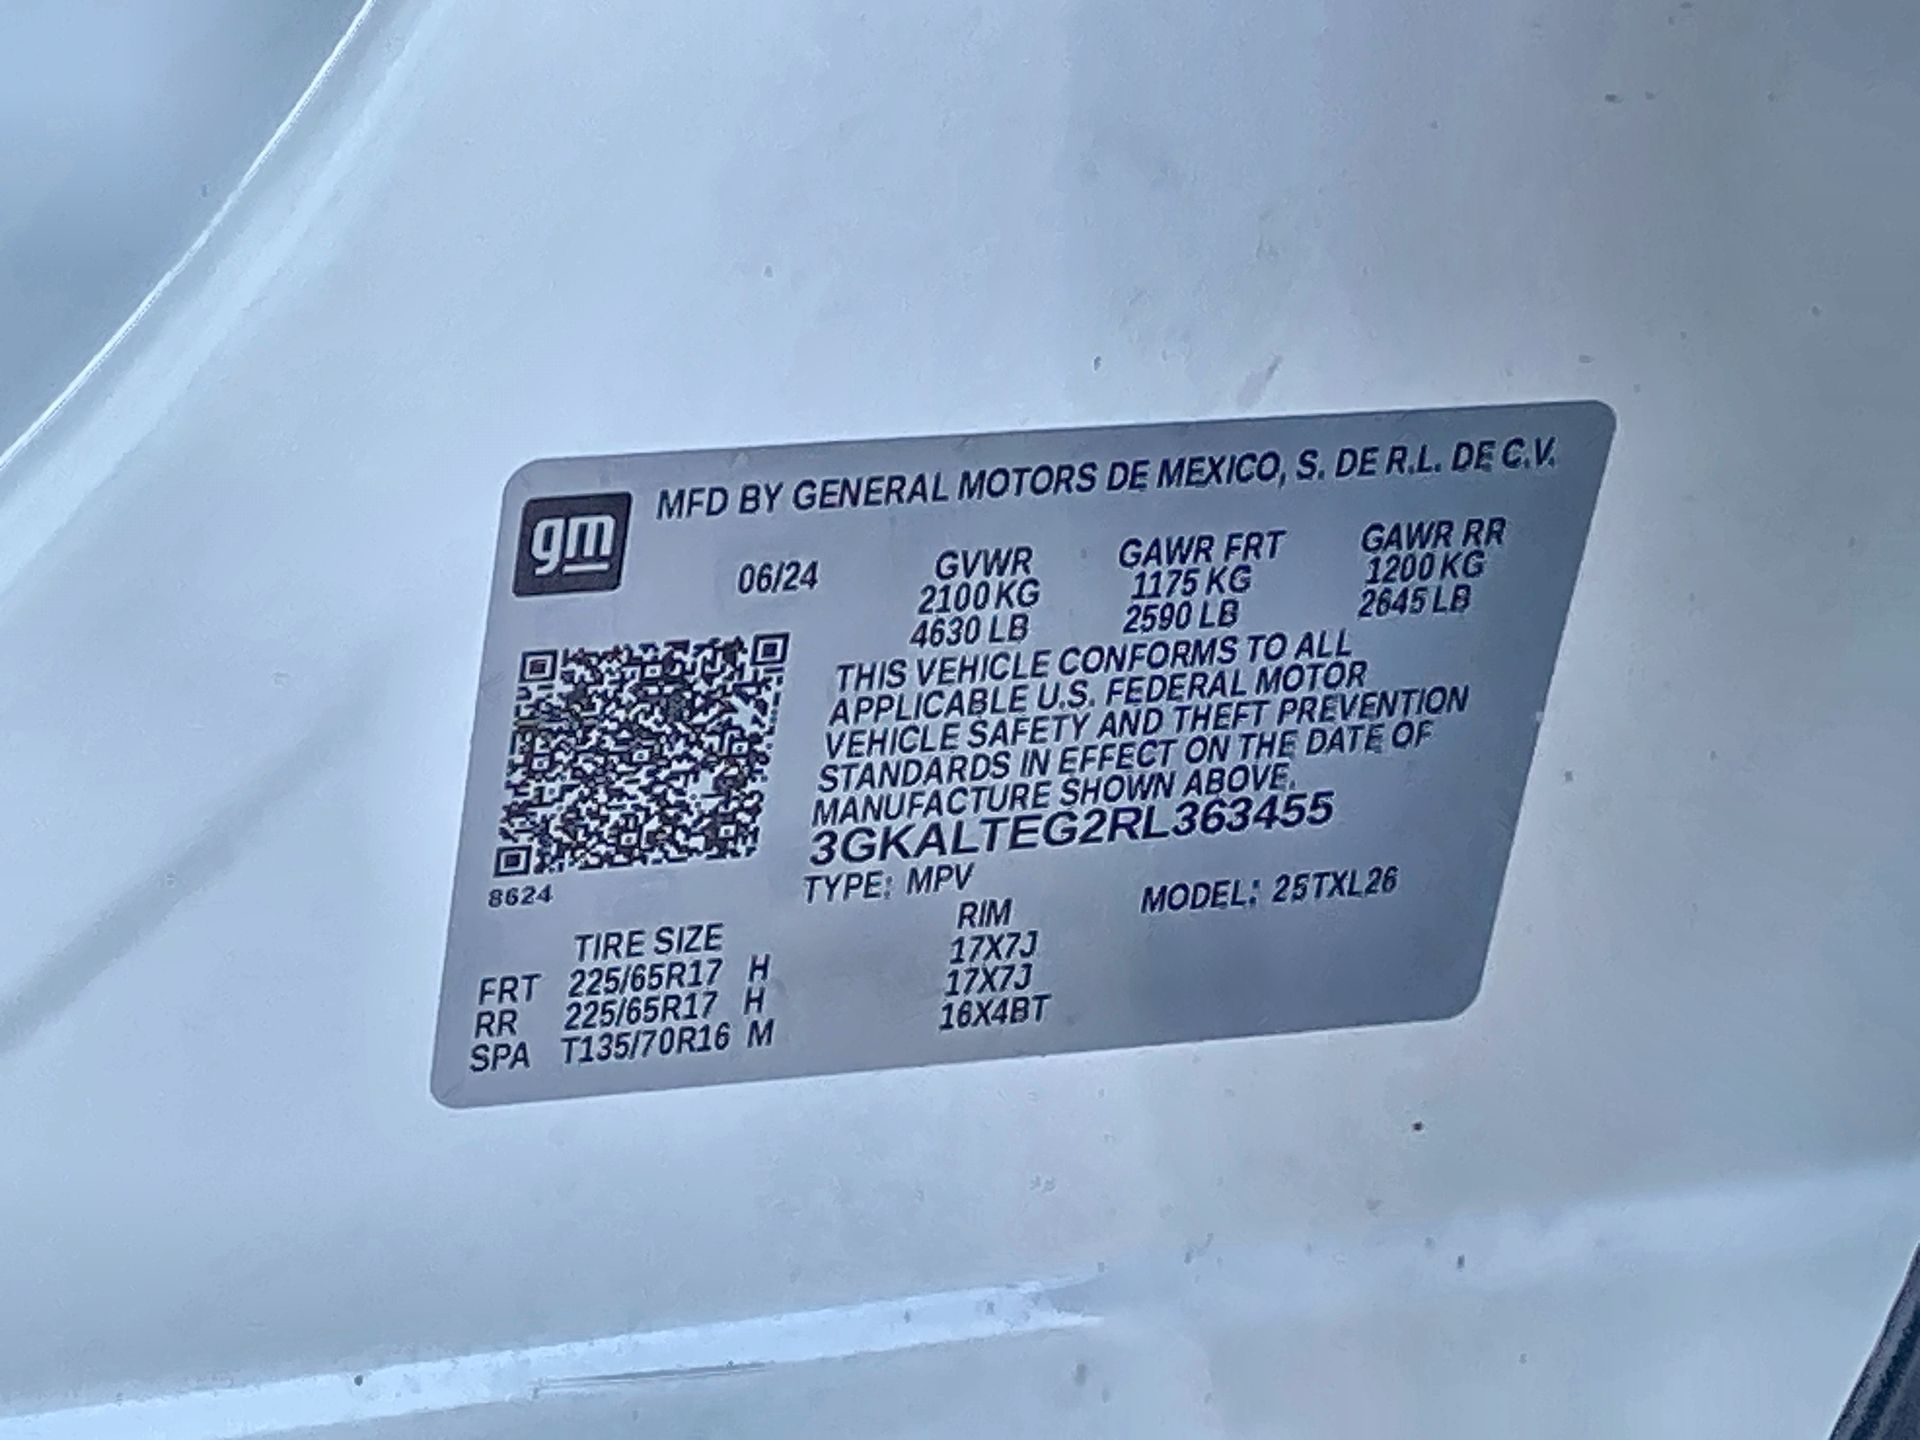 gm
MFD BY GENERAL MOTORS DE MEXICO, S. DE R.L. DE C.V.
06/24 GVWR GAWR FRT GAWR RR
2100 KG 1175 KG 1200 KG
4630 LB 2590 LB 2645 LB
THIS VEHICLE CONFORMS TO ALL
APPLICABLE U.S. FEDERAL MOTOR
VEHICLE SAFETY AND THEFT PREVENTION
STANDARDS IN EFFECT ON THE DATE OF
MANUFACTURE SHOWN ABOVE.
3GKALTEG2RL363455
8624
TYPE: MPV MODEL: 25TXL26
TIRE SIZE RIM
FRT 225/65R17 H 17X7J
RR 225/65R17 H 17X7J
SPA T135/70R16 M 16X4BT